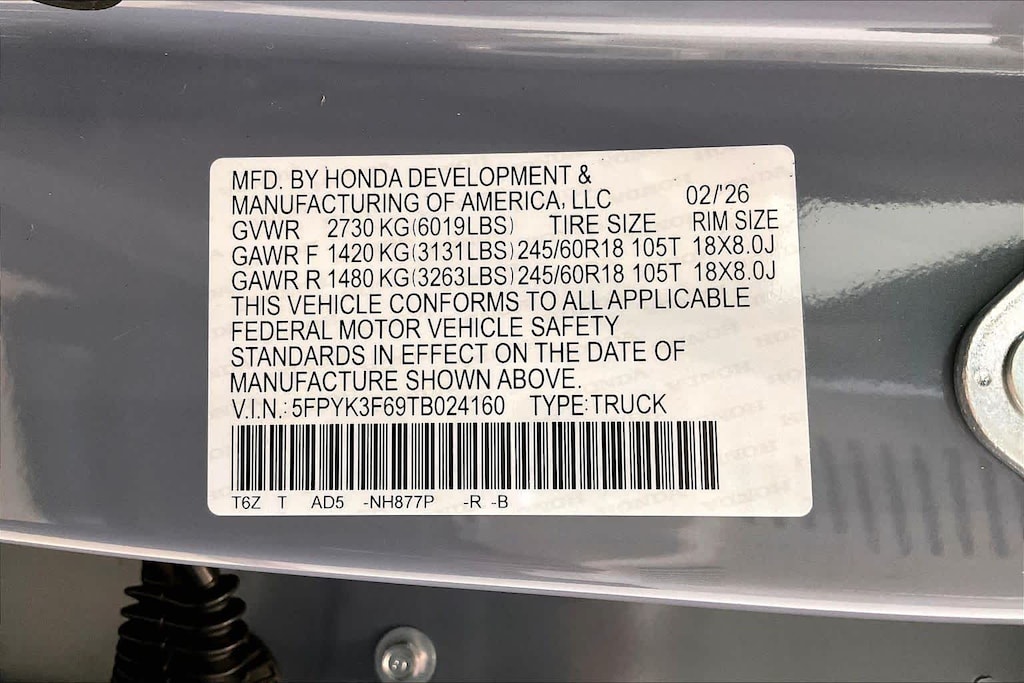 MFD. BY HONDA DEVELOPMENT &
MANUFACTURING OF AMERICA, LLC 02/'26
GVWR 2730 KG(6019LBS) TIRE SIZE RIM SIZE
GAWR F 1420 KG(3131LBS) 245/60R18 105T 18X8.0J
GAWR R 1480 KG(3263LBS) 245/60R18 105T 18X8.0J
THIS VEHICLE CONFORMS TO ALL APPLICABLE
FEDERAL MOTOR VEHICLE SAFETY
STANDARDS IN EFFECT ON THE DATE OF
MANUFACTURE SHOWN ABOVE.
V.I.N.: 5FPYK3F69TB024160 TYPE:TRUCK
T6Z T AD5 -NH877P -R -B